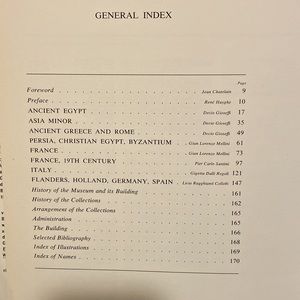 GENERAL INDEX
Page
Foreword Jean Chatelain 9
Preface René Huyghe 10
ANCIENT EGYPT Decio Gioseffi 17
ASIA MINOR Decio Gioseffi 35
ANCIENT GREECE AND ROME Decio Gioseffi 49
PERSIA, CHRISTIAN EGYPT, BYZANTIUM Gian Lorenzo Mellini 61
FRANCE Gian Lorenzo Mellini 73
FRANCE, 19TH CENTURY Pier Carlo Santini 97
ITALY Gigetta Dalli Regoli 121
FLANDERS, HOLLAND, GERMANY, SPAIN Licia Ragghianti Collobi 147
History of the Museum and its Building 161
History of the Collections 162
Arrangement of the Collections 165
Administration 165
The Building 166
Selected Bibliography 168
Index of Illustrations 169
Index of Names 170